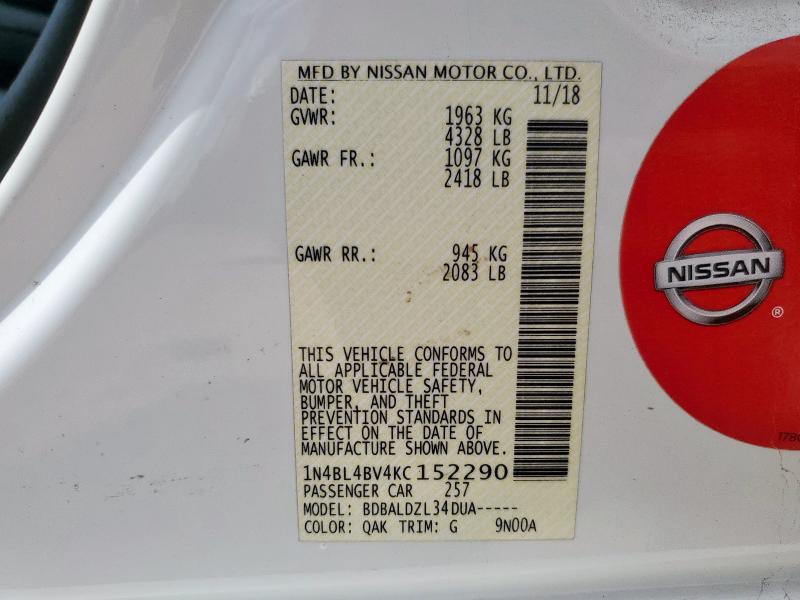 MFD BY NISSAN MOTOR CO., LTD.
DATE: 11/18
GVWR: 1963 KG
4328 LB
GAWR FR.: 1097 KG
2418 LB
GAWR RR.: 945 KG
2083 LB
THIS VEHICLE CONFORMS TO
ALL APPLICABLE FEDERAL
MOTOR VEHICLE SAFETY,
BUMPER, AND THEFT
PREVENTION STANDARDS IN
EFFECT ON THE DATE OF
MANUFACTURE SHOWN ABOVE.
1N4BL4BV4KC152290
PASSENGER CAR 257
MODEL: BDBALDZL34DUA-----
COLOR: QAK TRIM: G 9N00A
NISSAN
®